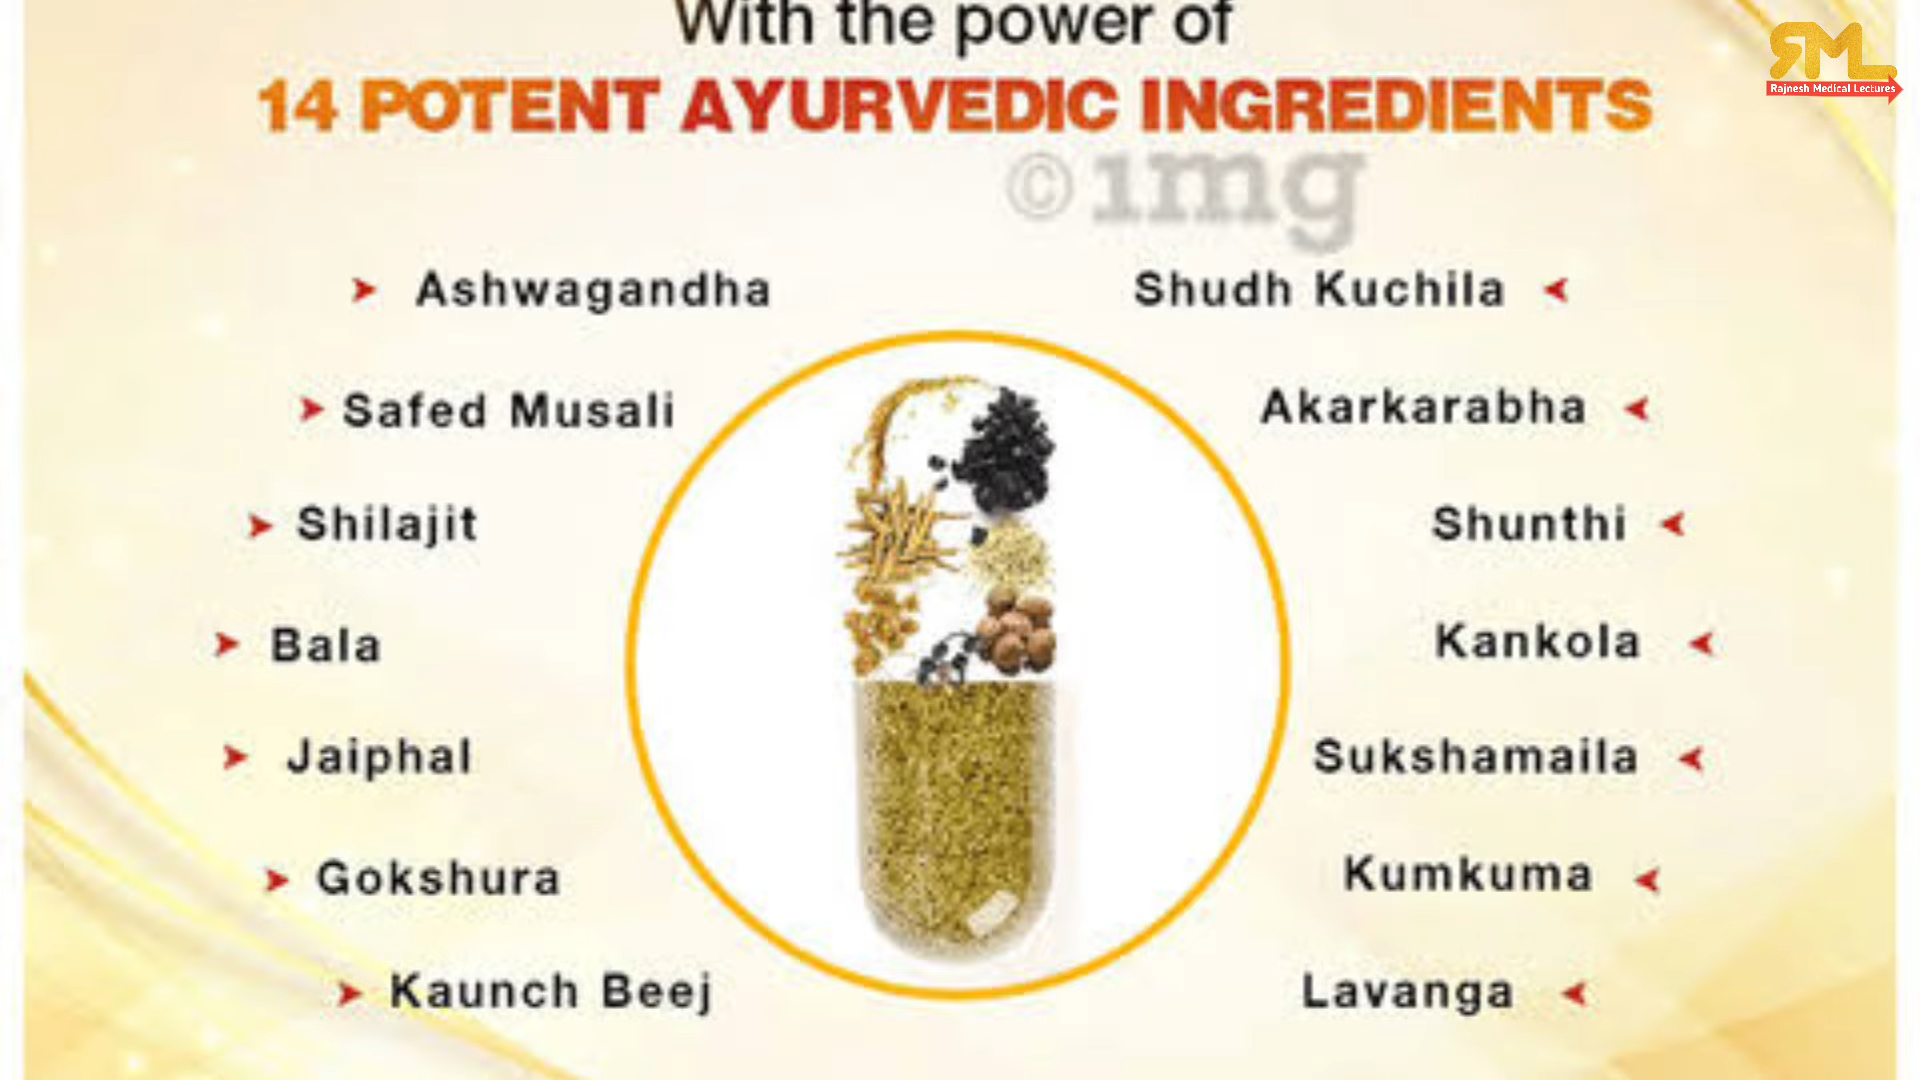 With the power of
14 POTENT AYURVEDIC INGREDIENTS
RML
Rajnesh Medical Lectures
© 1mg
Ashwagandha
Safed Musali
Shilajit
Bala
Jaiphal
Gokshura
Kaunch Beej
Shudh Kuchila
Akarkarabha
Shunthi
Kankola
Sukshamaila
Kumkuma
Lavanga